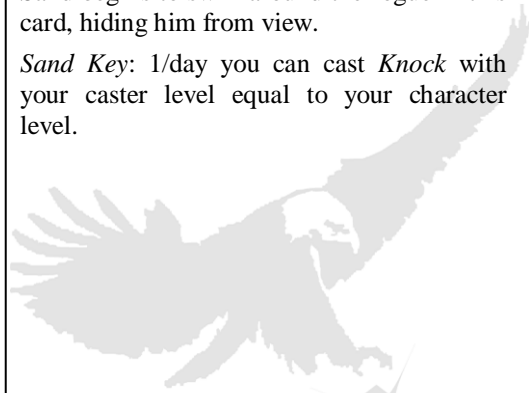 card, hiding him from view.
Sand Key: 1/day you can cast Knock with
your caster level equal to your character
level.